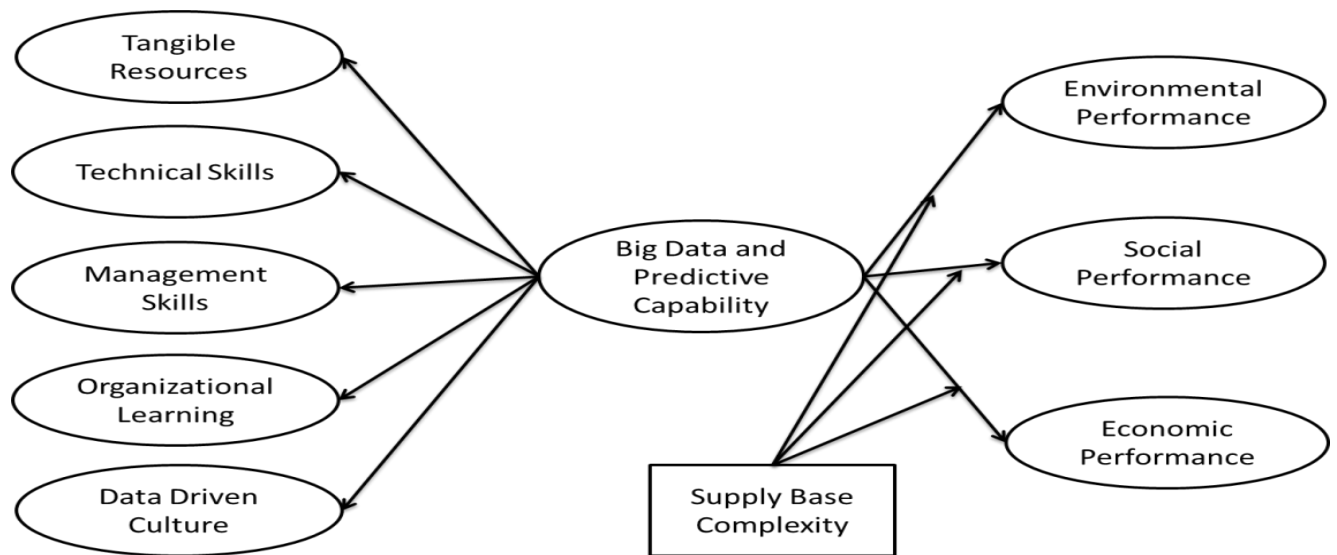 Tangible
Resources
Technical Skills
Management
Skills
Organizational
Learning
Data Driven
Culture
Big Data and
Predictive
Capability
Supply Base
Complexity
Environmental
Performance
Social
Performance
Economic
Performance